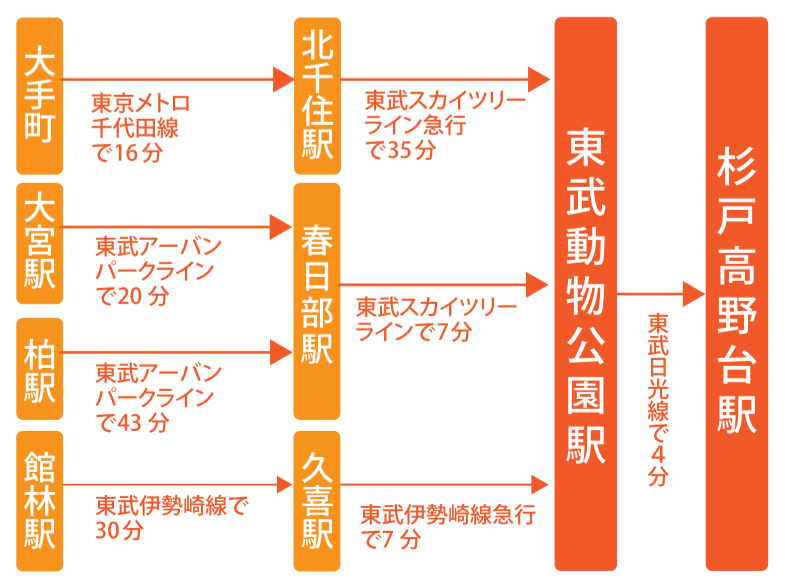 大手町
東京メトロ
千代田線
で16分
北千住駅
東武スカイツリー
ライン急行
で35分
大宮駅
東武アーバン
パークライン
で20 分
柏駅
東武アーバン
パークライン
で43 分
春日部駅
東武スカイツリー
ラインで7分
館林駅
東武伊勢崎線で
30分
久喜駅
東武伊勢崎線急行
で7 分
東武動物公園駅
東武日光線で4分
杉戸高野台駅